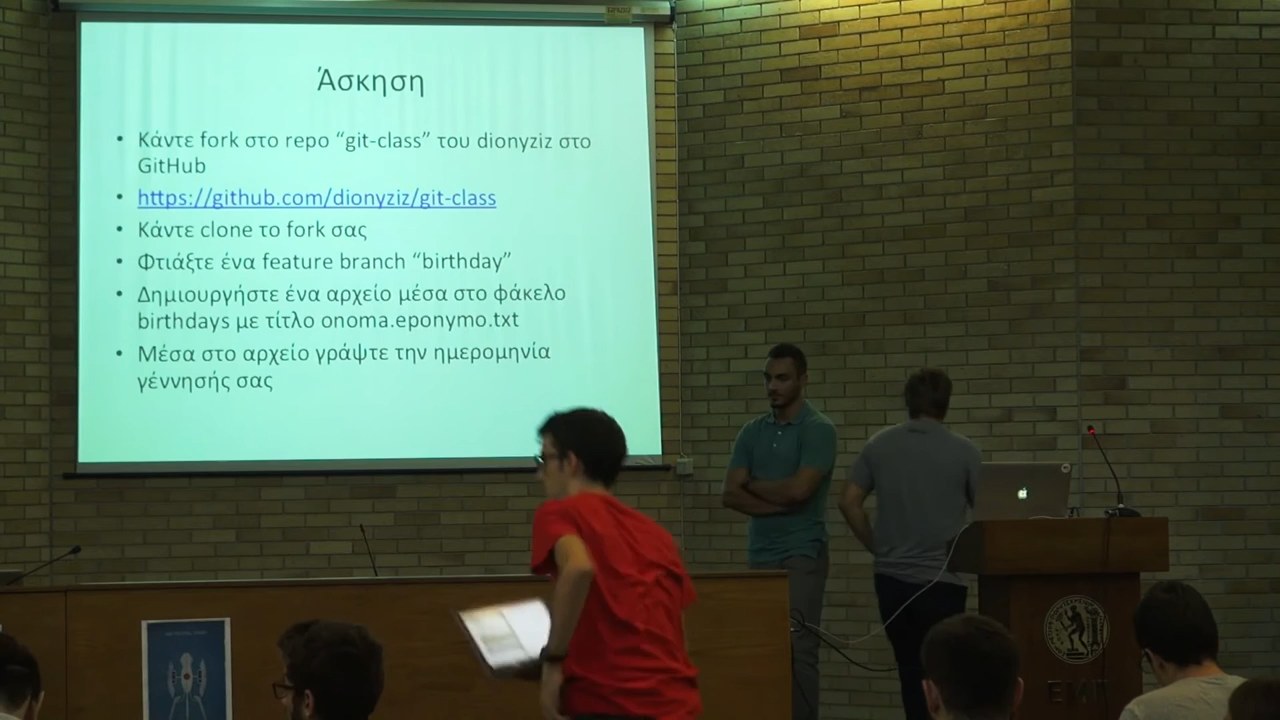 Άσκηση
• Κάντε fork στο repo “git-class” του dionyziz στο
GitHub
• https://github.com/dionyziz/git-class
• Κάντε clone το fork σας
• Φτιάξτε ένα feature branch “birthday”
• Δημιουργήστε ένα αρχείο μέσα στο φάκελο
birthdays με τίτλο onoma.eponymo.txt
• Μέσα στο αρχείο γράψτε την ημερομηνία
γέννησής σας